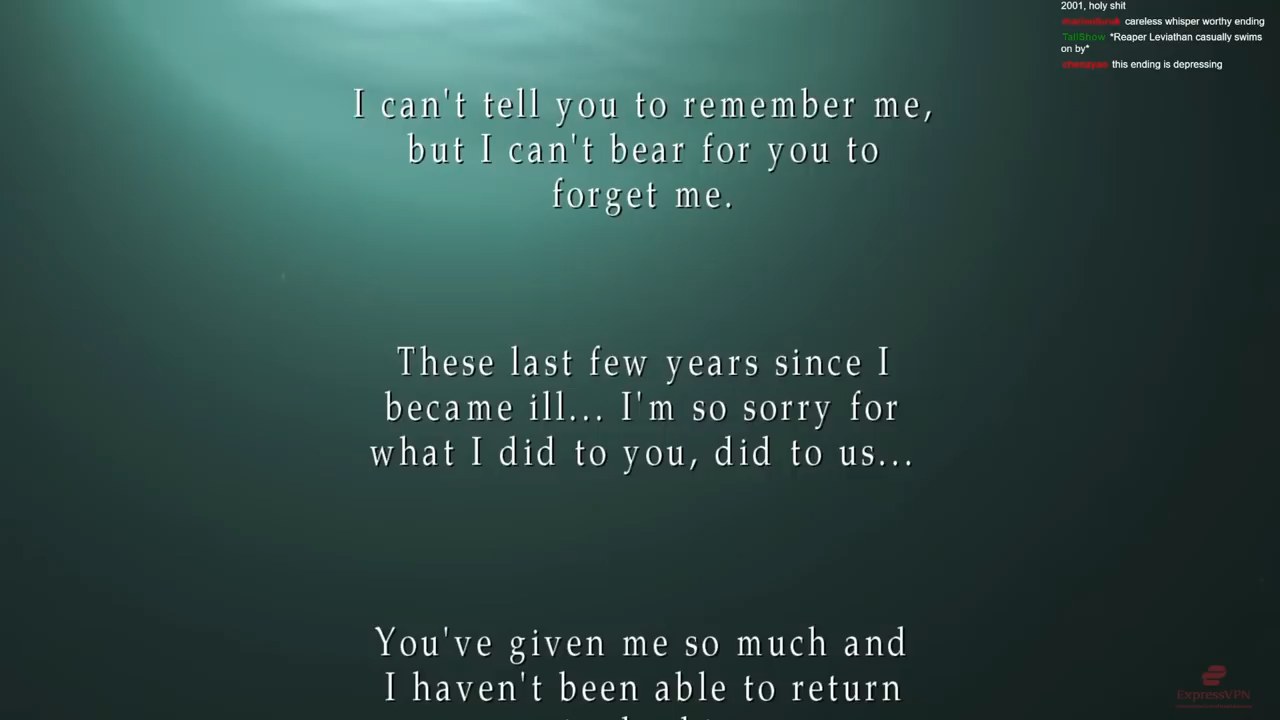 2001, holy shit
careless whisper worthy ending
TallShow *Reaper Leviathan casually swims
on by*
this ending is depressing
I can't tell you to remember me,
but I can't bear for you to
forget me.
These last few years since I
became ill... I'm so sorry for
what I did to you, did to us...
You've given me so much and
I haven't been able to return
ExpressVPN